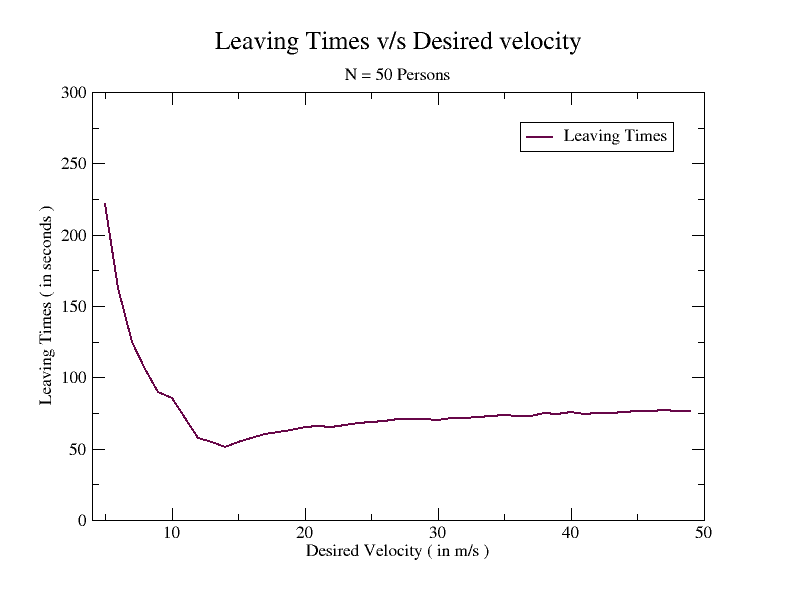 Leaving Times v/s Desired velocity
N = 50 Persons
300
Leaving Times
250
200
150
100
50
0
Leaving Times ( in seconds )
10 20 30 40 50
Desired Velocity ( in m/s )